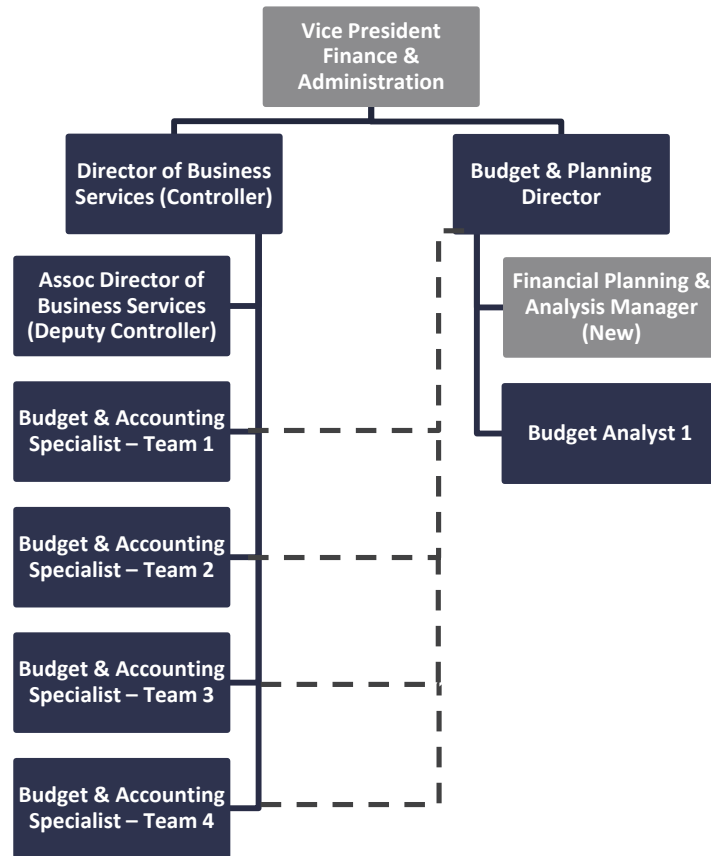 Vice President
Finance &
Administration
Director of Business
Services (Controller)
Budget & Planning
Director
Assoc Director of
Business Services
(Deputy Controller)
Financial Planning &
Analysis Manager
(New)
Budget & Accounting
Specialist – Team 1
Budget Analyst 1
Budget & Accounting
Specialist – Team 2
Budget & Accounting
Specialist – Team 3
Budget & Accounting
Specialist – Team 4